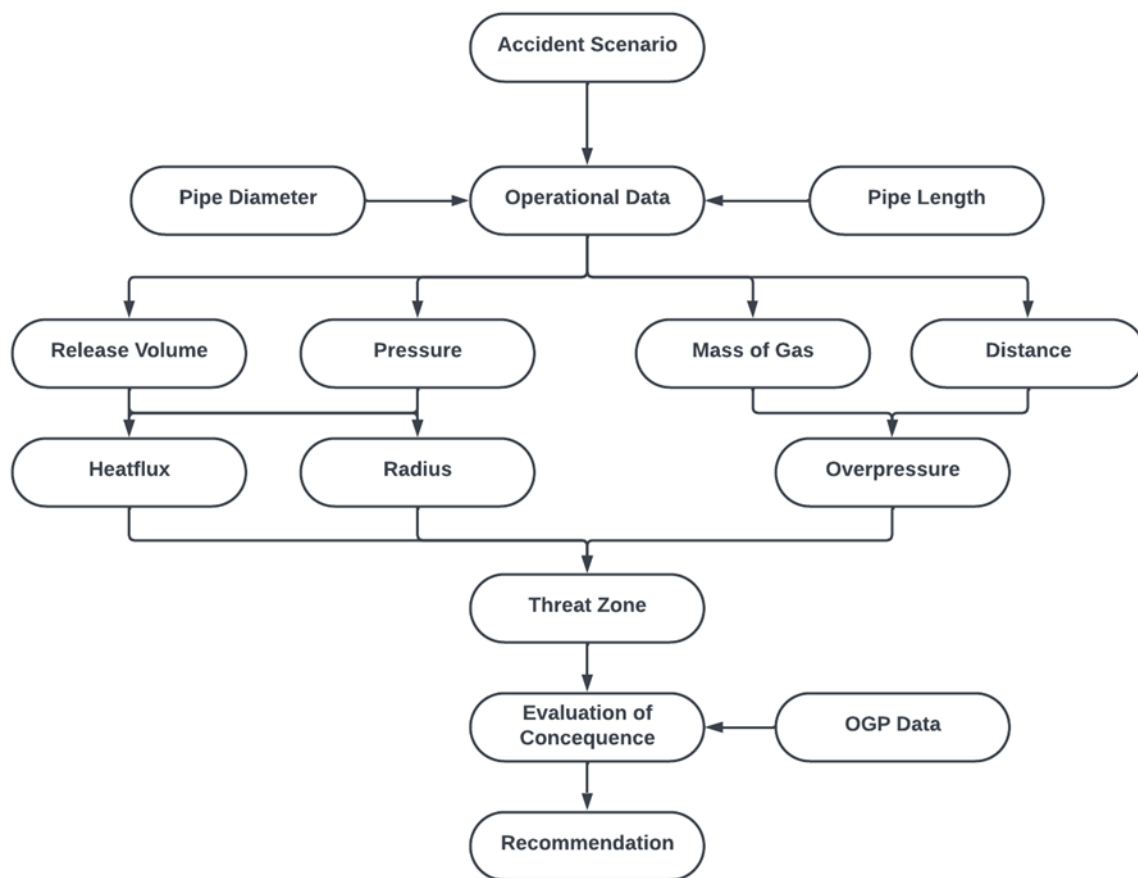 Accident Scenario
Pipe Diameter
Operational Data
Pipe Length
Release Volume
Pressure
Mass of Gas
Distance
Heatflux
Radius
Overpressure
Threat Zone
Evaluation of
Concequence
OGP Data
Recommendation